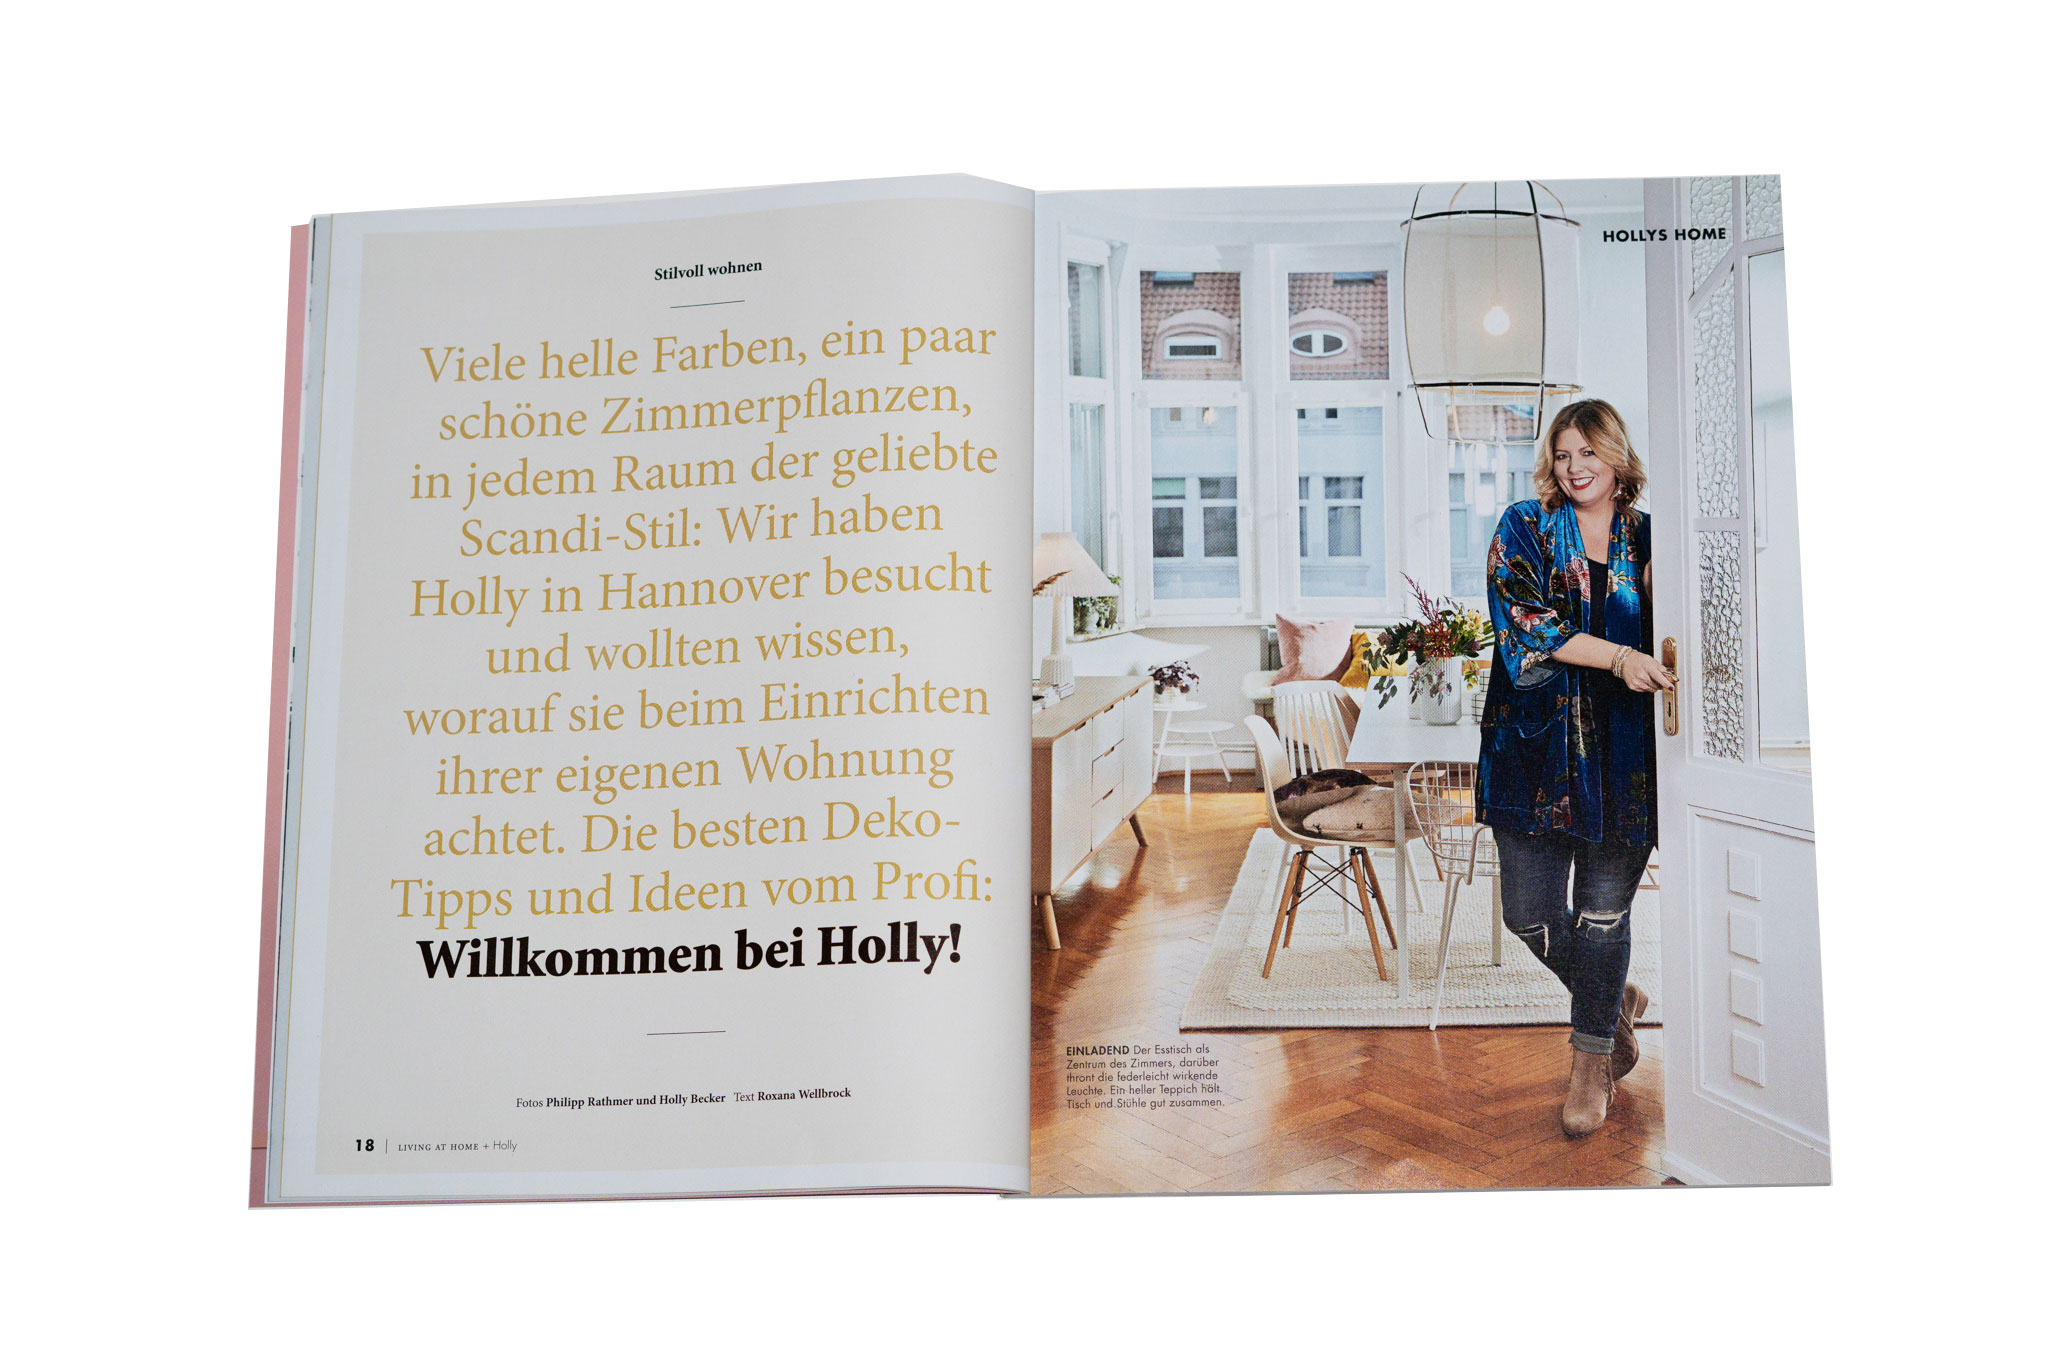 Stilvoll wohnen
Viele helle Farben, ein paar
schöne Zimmerpflanzen,
in jedem Raum der geliebte
Scandi-Stil: Wir haben
Holly in Hannover besucht
und wollten wissen,
worauf sie beim Einrichten
ihrer eigenen Wohnung
achtet. Die besten Deko-
Tipps und Ideen vom Profi:
Willkommen bei Holly!
Fotos Philipp Rathmer und Holly Becker Text Roxana Wellbrock
18 | LIVING AT HOME + Holly
HOLLYS HOME
EINLADEND Der Esstisch als
Zentrum des Zimmers, darüber
thront die federleicht wirkende
Leuchte. Ein heller Teppich hält
Tisch und Stühle gut zusammen.